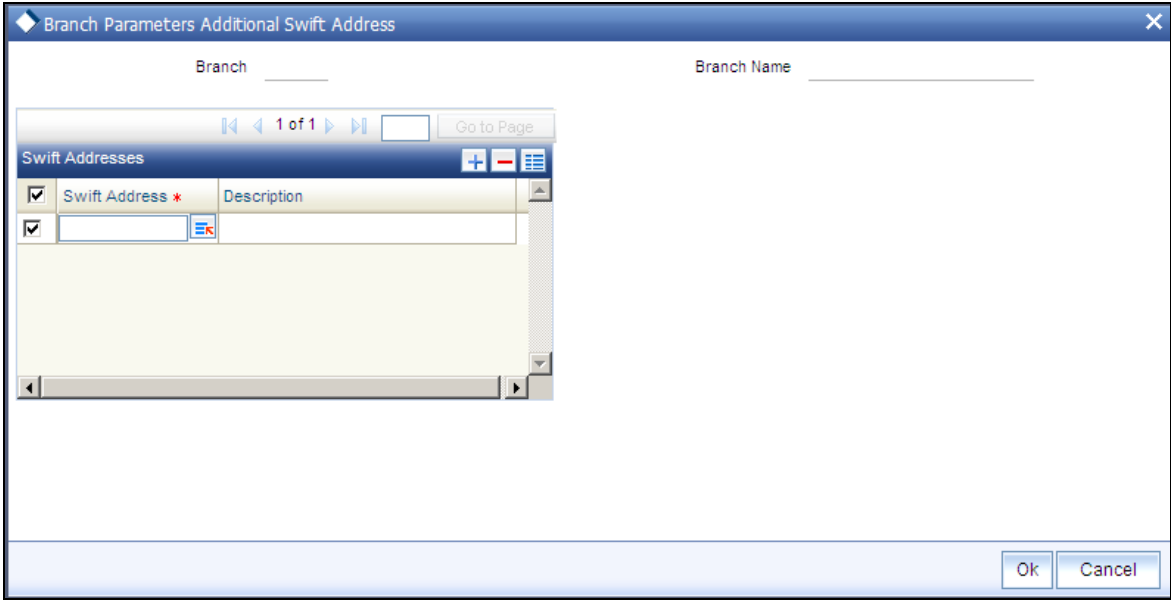 Branch Parameters Additional Swift Address
Branch Branch Name
1 of 1 Go to Page
Swift Addresses
Swift Address * Description
Ok Cancel